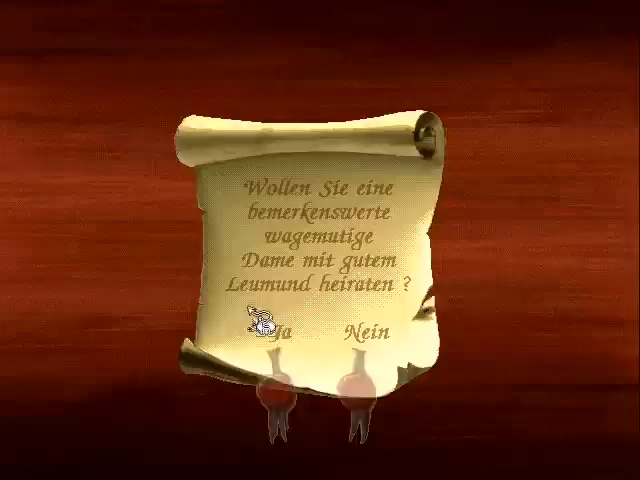 Wollen Sie eine
bemerkenswerte
wagemutige
Dame mit gutem
Leumund heiraten ?
Ja Nein